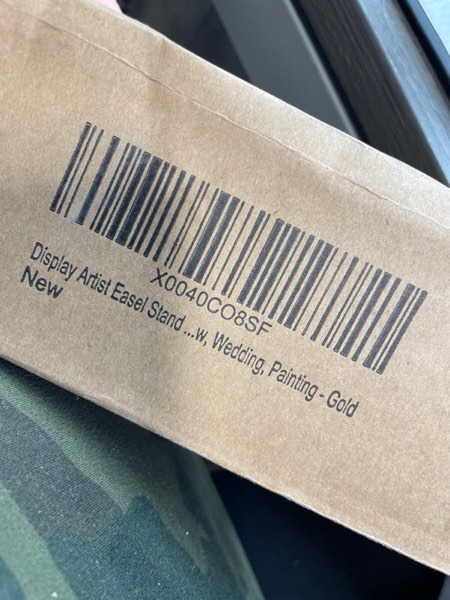 X0040CO8SF
Display Artist Easel Stand ...w, Wedding, Painting - Gold
New